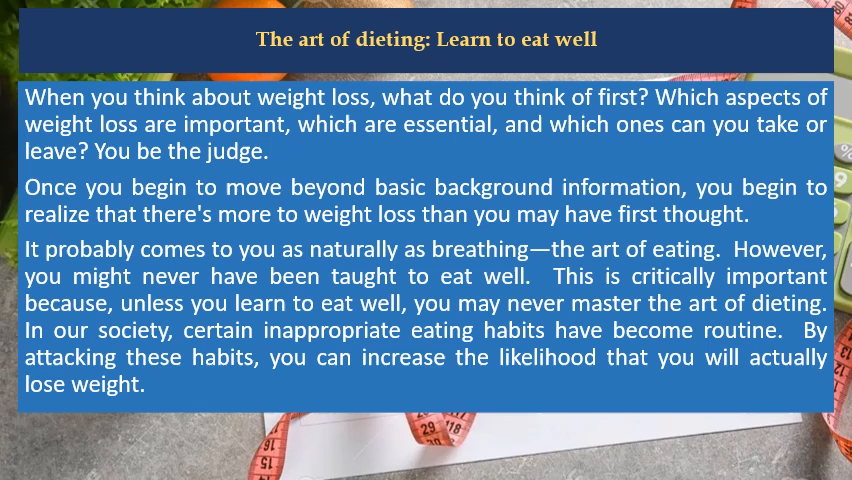 The art of dieting: Learn to eat well
When you think about weight loss, what do you think of first? Which aspects of
weight loss are important, which are essential, and which ones can you take or
leave? You be the judge.
Once you begin to move beyond basic background information, you begin to
realize that there's more to weight loss than you may have first thought.
It probably comes to you as naturally as breathing—the art of eating.  However,
you might never have been taught to eat well.  This is critically important
because, unless you learn to eat well, you may never master the art of dieting.
In our society, certain inappropriate eating habits have become routine.  By
attacking these habits, you can increase the likelihood that you will actually
lose weight.
29
18
16
15